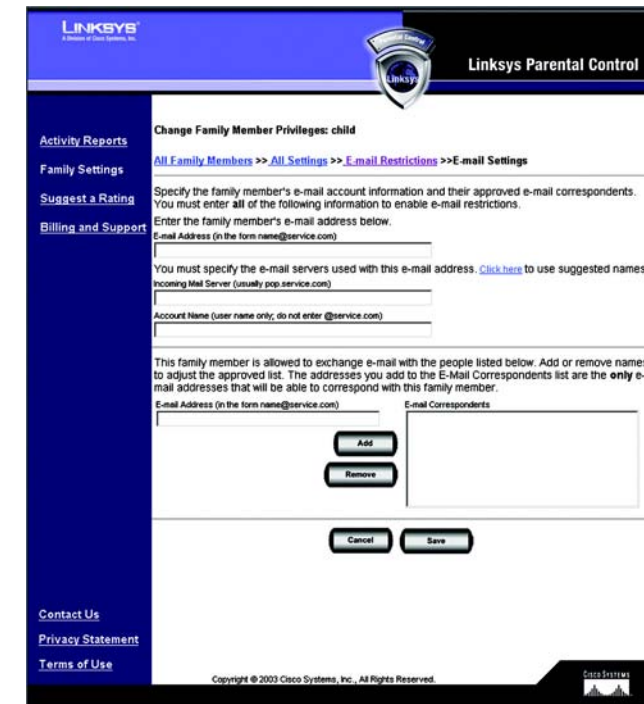 LINKSYS
A Division of Cisco Systems, Inc.
Parental Control
Linksys
Linksys Parental Control
Activity Reports
Family Settings
Suggest a Rating
Billing and Support
Change Family Member Privileges: child
All Family Members >> All Settings >> E-mail Restrictions >>E-mail Settings
Specify the family member's e-mail account information and their approved e-mail correspondents.
You must enter all of the following information to enable e-mail restrictions.
Enter the family member's e-mail address below.
E-mail Address (in the form name@service.com)
You must specify the e-mail servers used with this e-mail address. Click here to use suggested names
Incoming Mail Server (usually pop.service.com)
Account Name (user name only; do not enter @service.com)
This family member is allowed to exchange e-mail with the people listed below. Add or remove names
to adjust the approved list. The addresses you add to the E-Mail Correspondents list are the only e-
mail addresses that will be able to correspond with this family member.
E-mail Address (in the form name@service.com)
E-mail Correspondents
Add
Remove
Cancel
Save
Contact Us
Privacy Statement
Terms of Use
Copyright © 2003 Cisco Systems, Inc., All Rights Reserved.
CISCO SYSTEMS